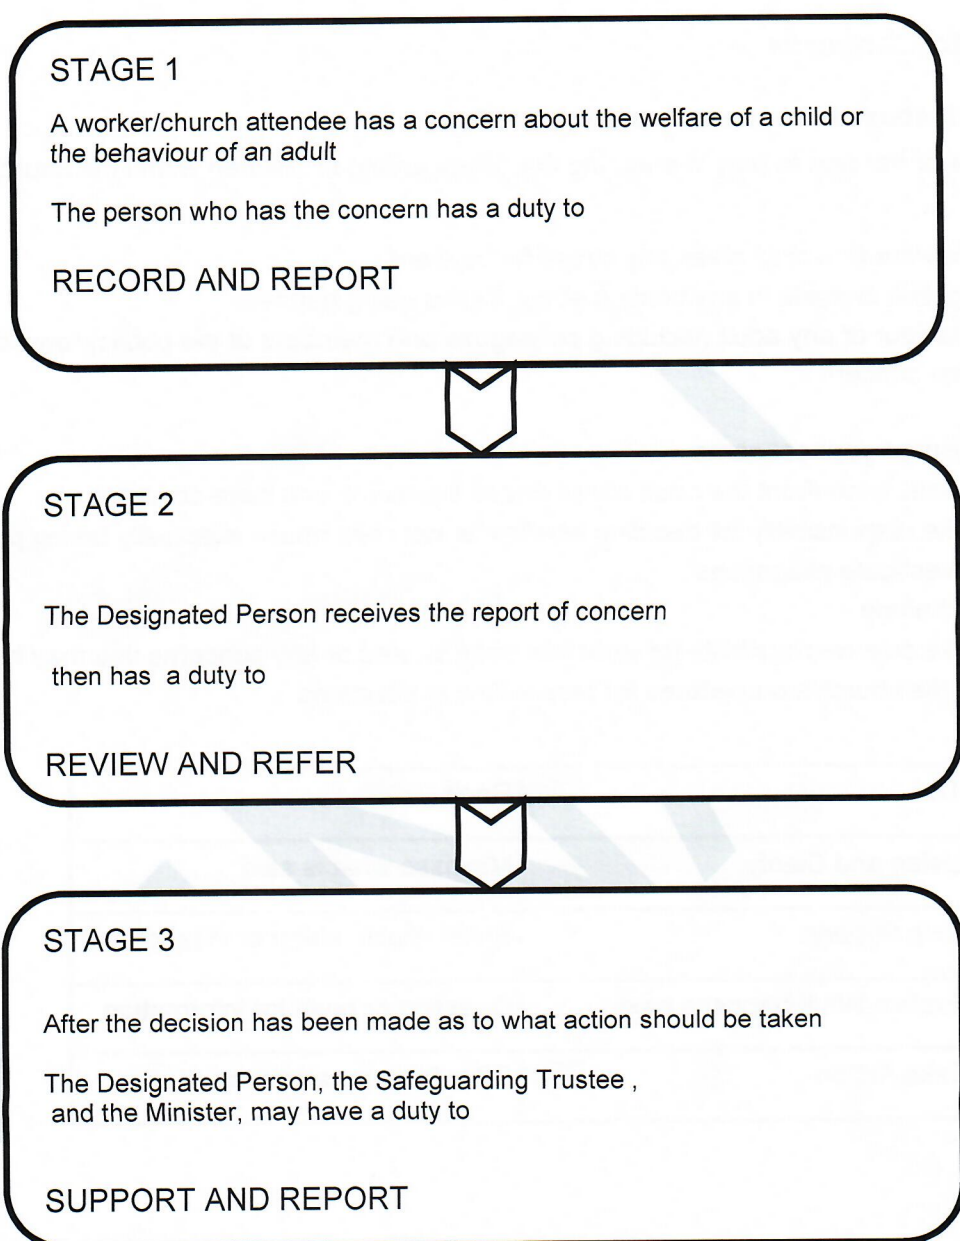 STAGE 1
A worker/church attendee has a concern about the welfare of a child or
the behaviour of an adult
The person who has the concern has a duty to
RECORD AND REPORT
STAGE 2
The Designated Person receives the report of concern
then has a duty to
REVIEW AND REFER
STAGE 3
After the decision has been made as to what action should be taken
The Designated Person, the Safeguarding Trustee ,
and the Minister, may have a duty to
SUPPORT AND REPORT